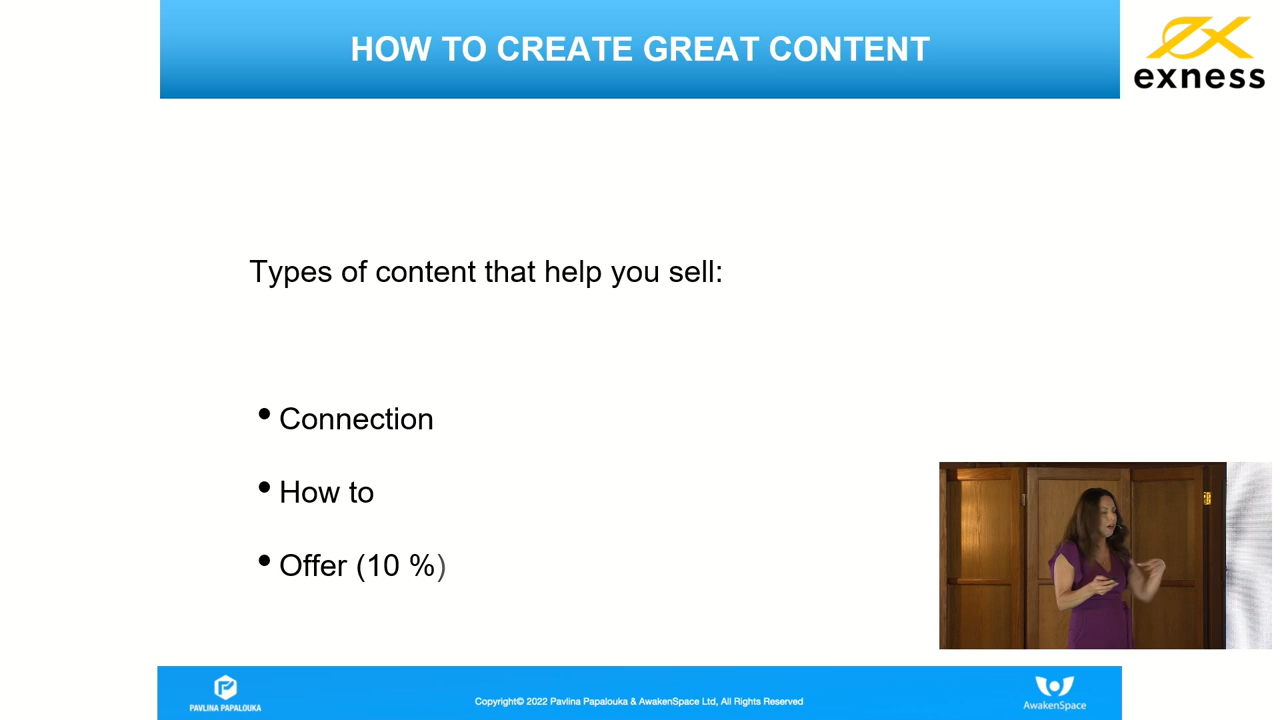 HOW TO CREATE GREAT CONTENT
exness
Types of content that help you sell:
• Connection
• How to
• Offer (10 %)
PAVLINA PAPALOUKA
Copyright© 2022 Pavlina Papalouka & AwakenSpace Ltd, All Rights Reserved
AwakenSpace